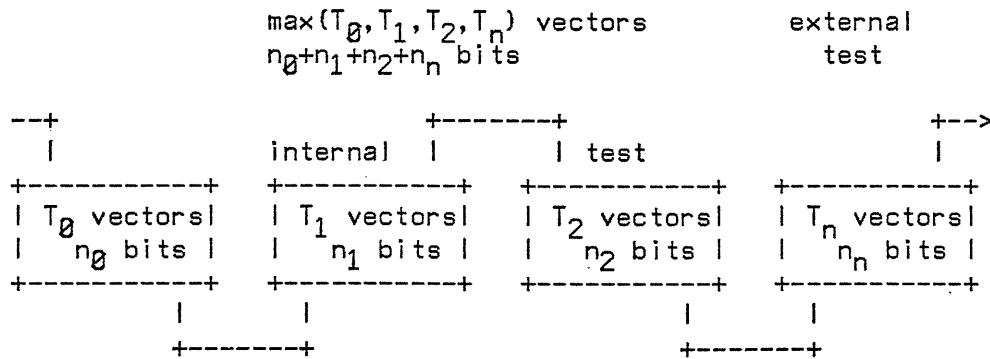 max(T₀,T₁,T₂,Tₙ) vectors external
n₀+n₁+n₂+nₙ bits test
internal test
T₀ vectors T₁ vectors T₂ vectors Tₙ vectors
n₀ bits n₁ bits n₂ bits nₙ bits